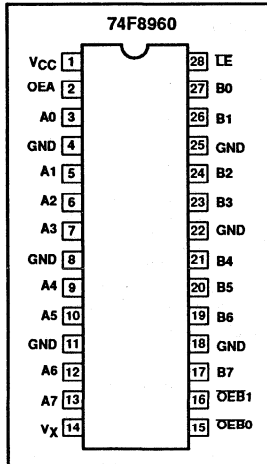 74F8960
VCC 1 28 LE
OEA 2 27 B0
A0 3 26 B1
GND 4 25 GND
A1 5 24 B2
A2 6 23 B3
A3 7 22 GND
GND 8 21 B4
A4 9 20 B5
A5 10 19 B6
GND 11 18 GND
A6 12 17 B7
A7 13 16 OEB1
VX 14 15 OEB0